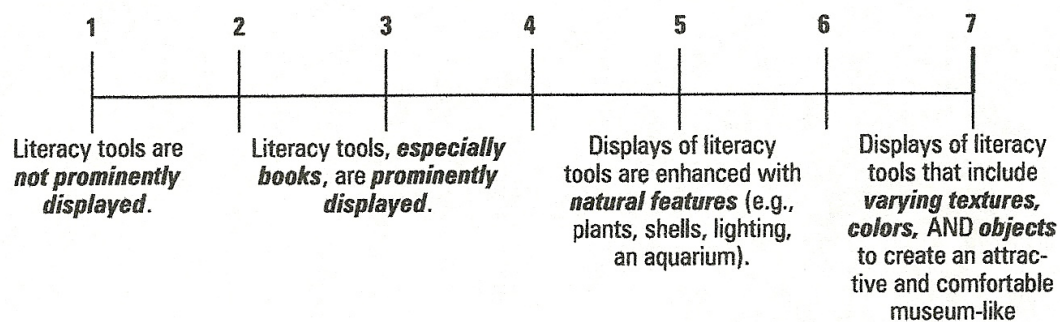 1 2 3 4 5 6 7
Literacy tools are
not prominently
displayed.
Literacy tools, especially
books, are prominently
displayed.
Displays of literacy
tools are enhanced with
natural features (e.g.,
plants, shells, lighting,
an aquarium).
Displays of literacy
tools that include
varying textures,
colors, AND objects
to create an attrac-
tive and comfortable
museum-like